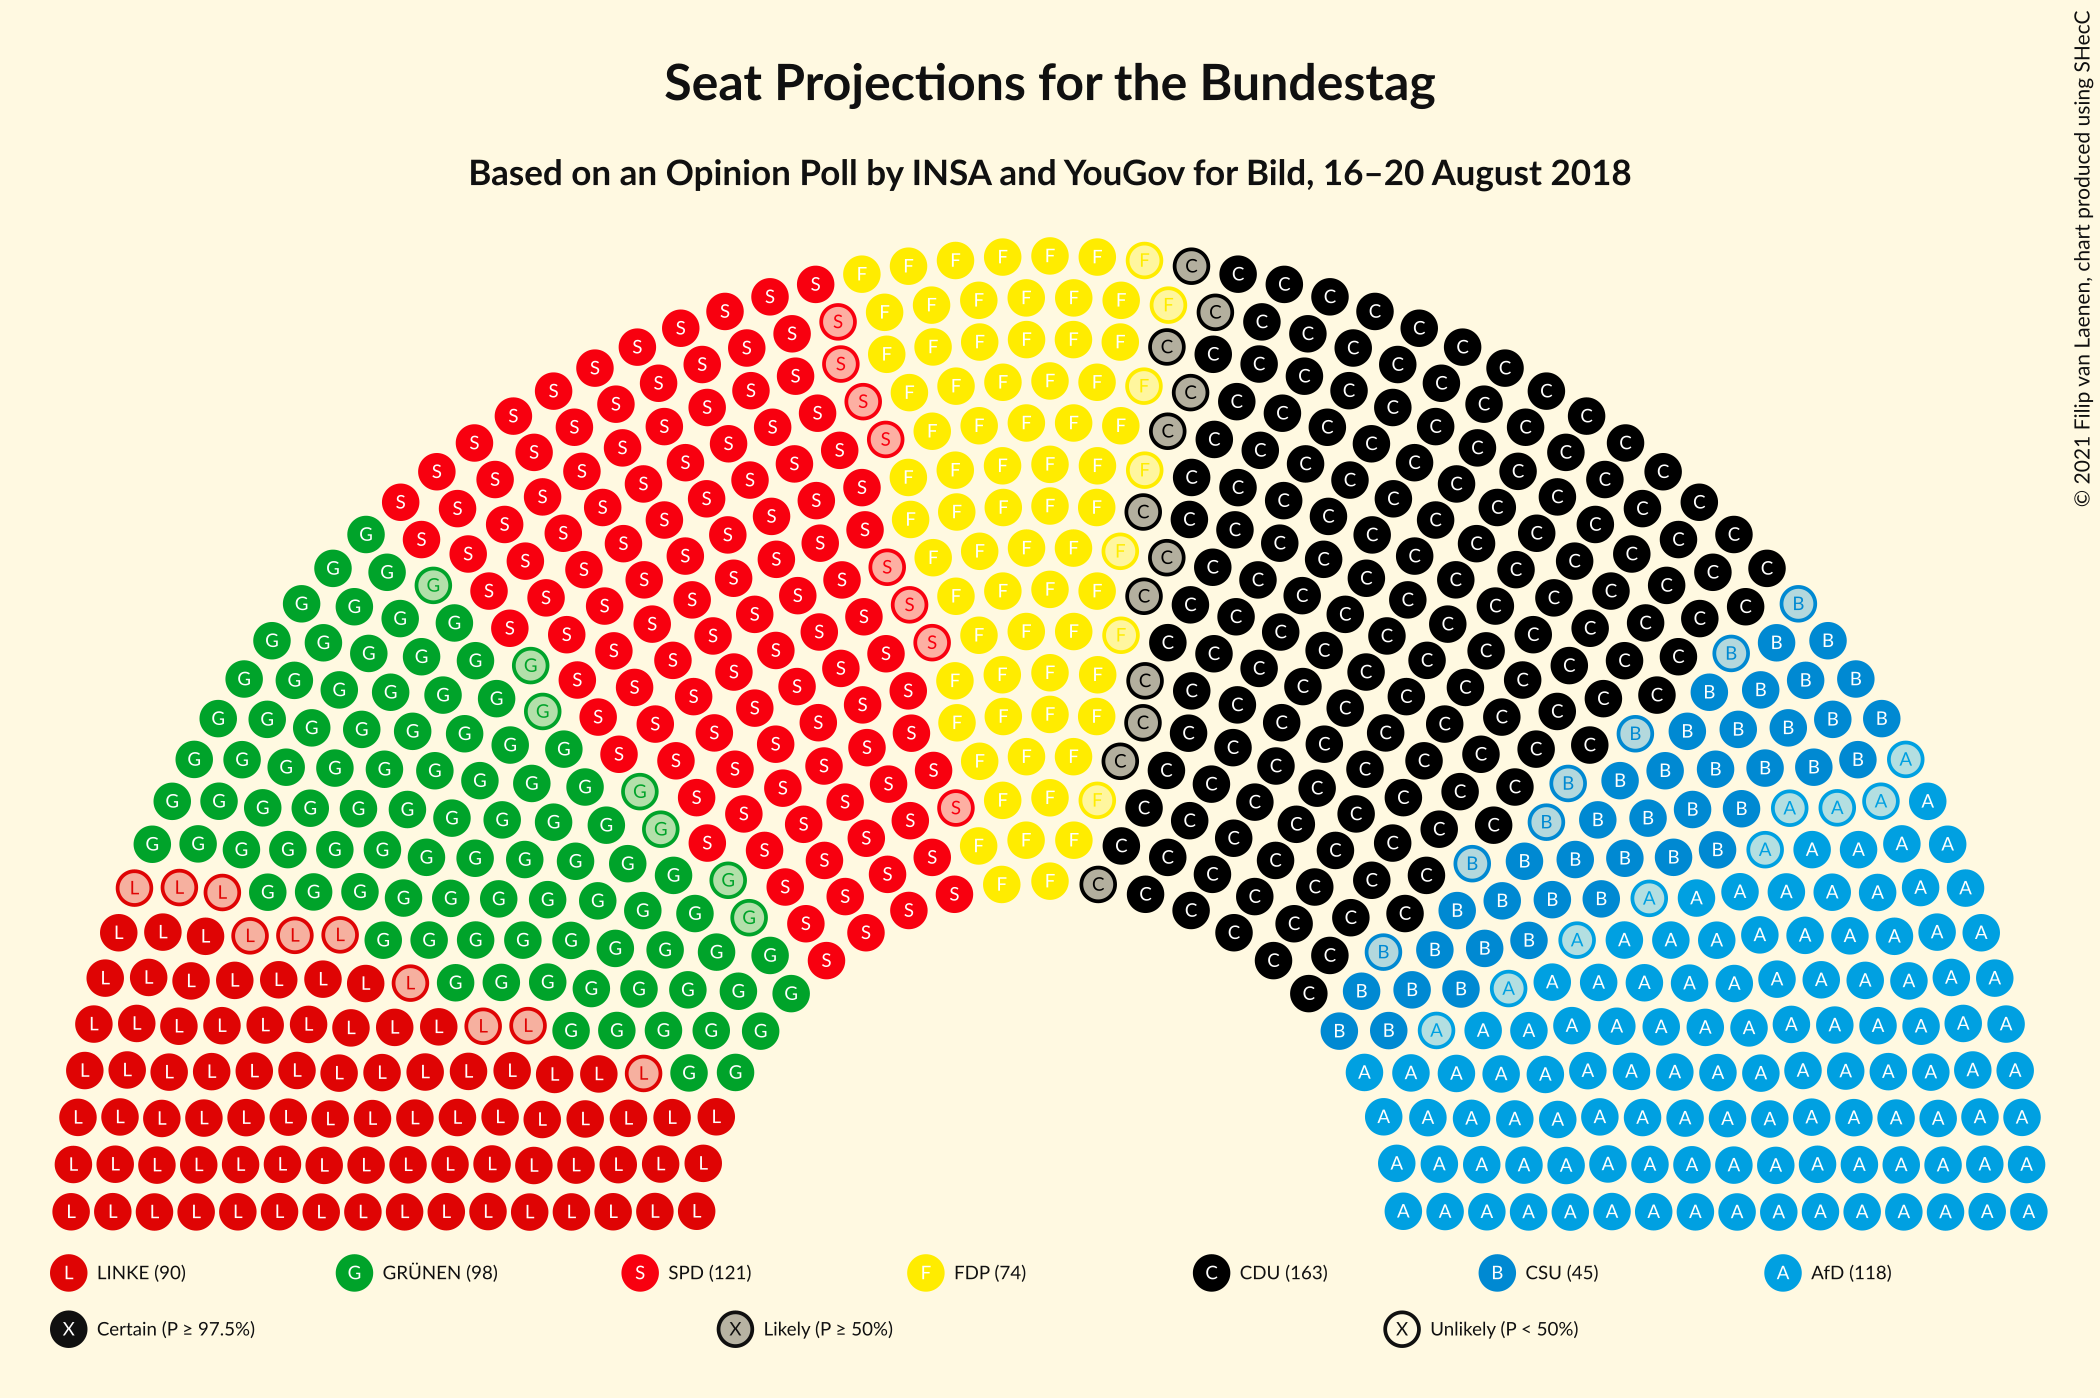 Seat Projections for the Bundestag
Based on an Opinion Poll by INSA and YouGov for Bild, 16–20 August 2018
© 2021 Filip van Laenen, chart produced using SHecC
L LINKE (90) G GRÜNEN (98) S SPD (121) F FDP (74) C CDU (163) B CSU (45) A AfD (118)
X Certain (P ≥ 97.5%) X Likely (P ≥ 50%) X Unlikely (P < 50%)